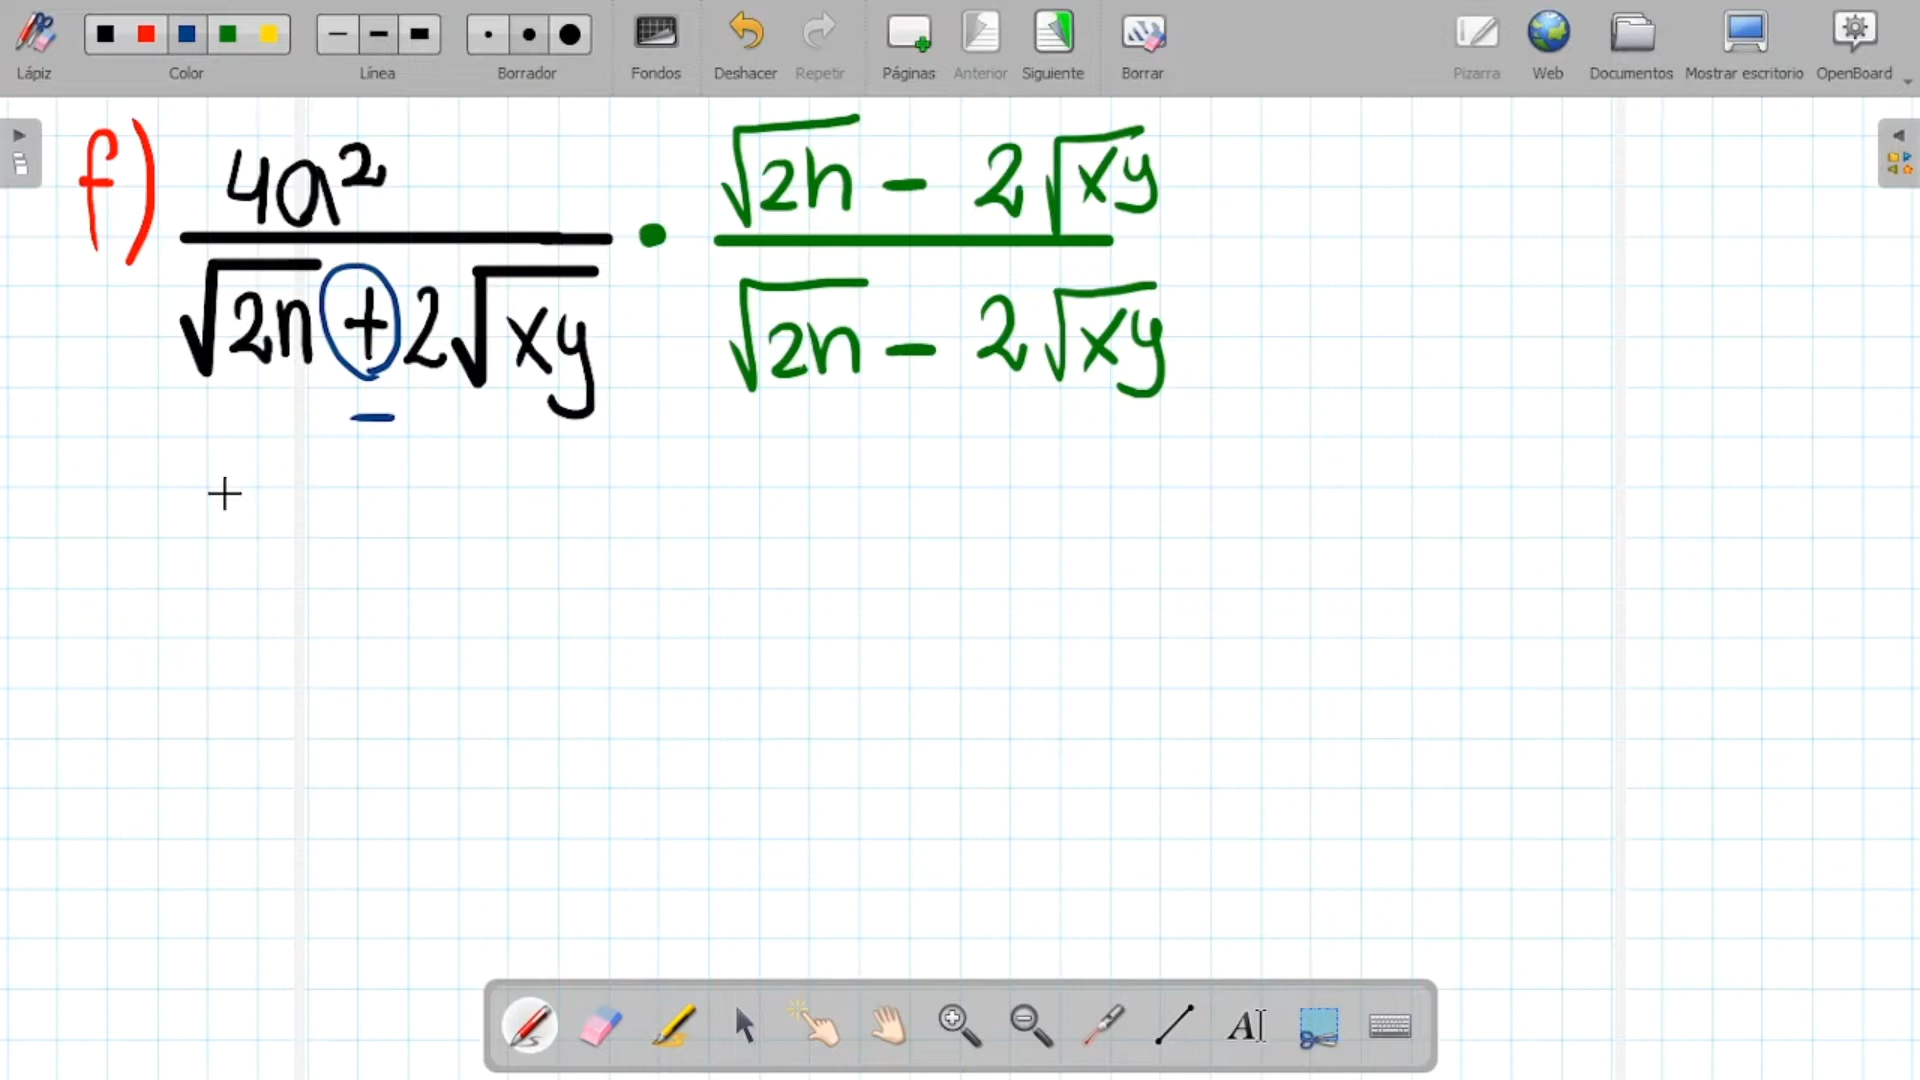 Lápiz Color Línea Borrador Fondos Deshacer Repetir Páginas Anterior Siguiente Borrar Pizarra Web Documentos Mostrar escritorio OpenBoard
f) 4a² / (√2n + 2√xy) · (√2n − 2√xy) / (√2n − 2√xy)
−